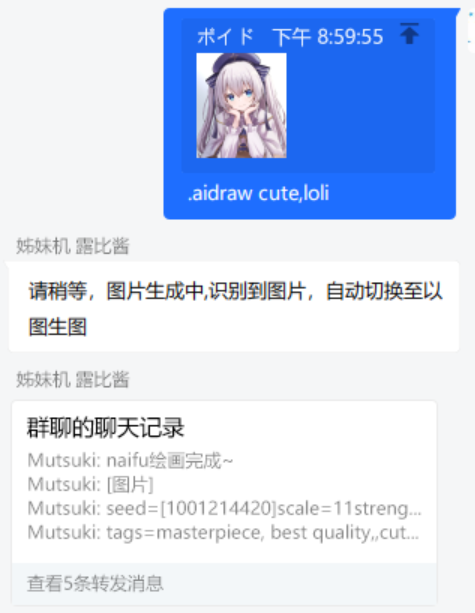 ボイド 下午 8:59:55
.aidraw cute,loli
姊妹机 露比酱
请稍等，图片生成中,识别到图片，自动切换至以
图生图
姊妹机 露比酱
群聊的聊天记录
Mutsuki: naifu绘画完成~
Mutsuki: [图片]
Mutsuki: seed=[1001214420]scale=11streng...
Mutsuki: tags=masterpiece, best quality,,cut...
查看5条转发消息